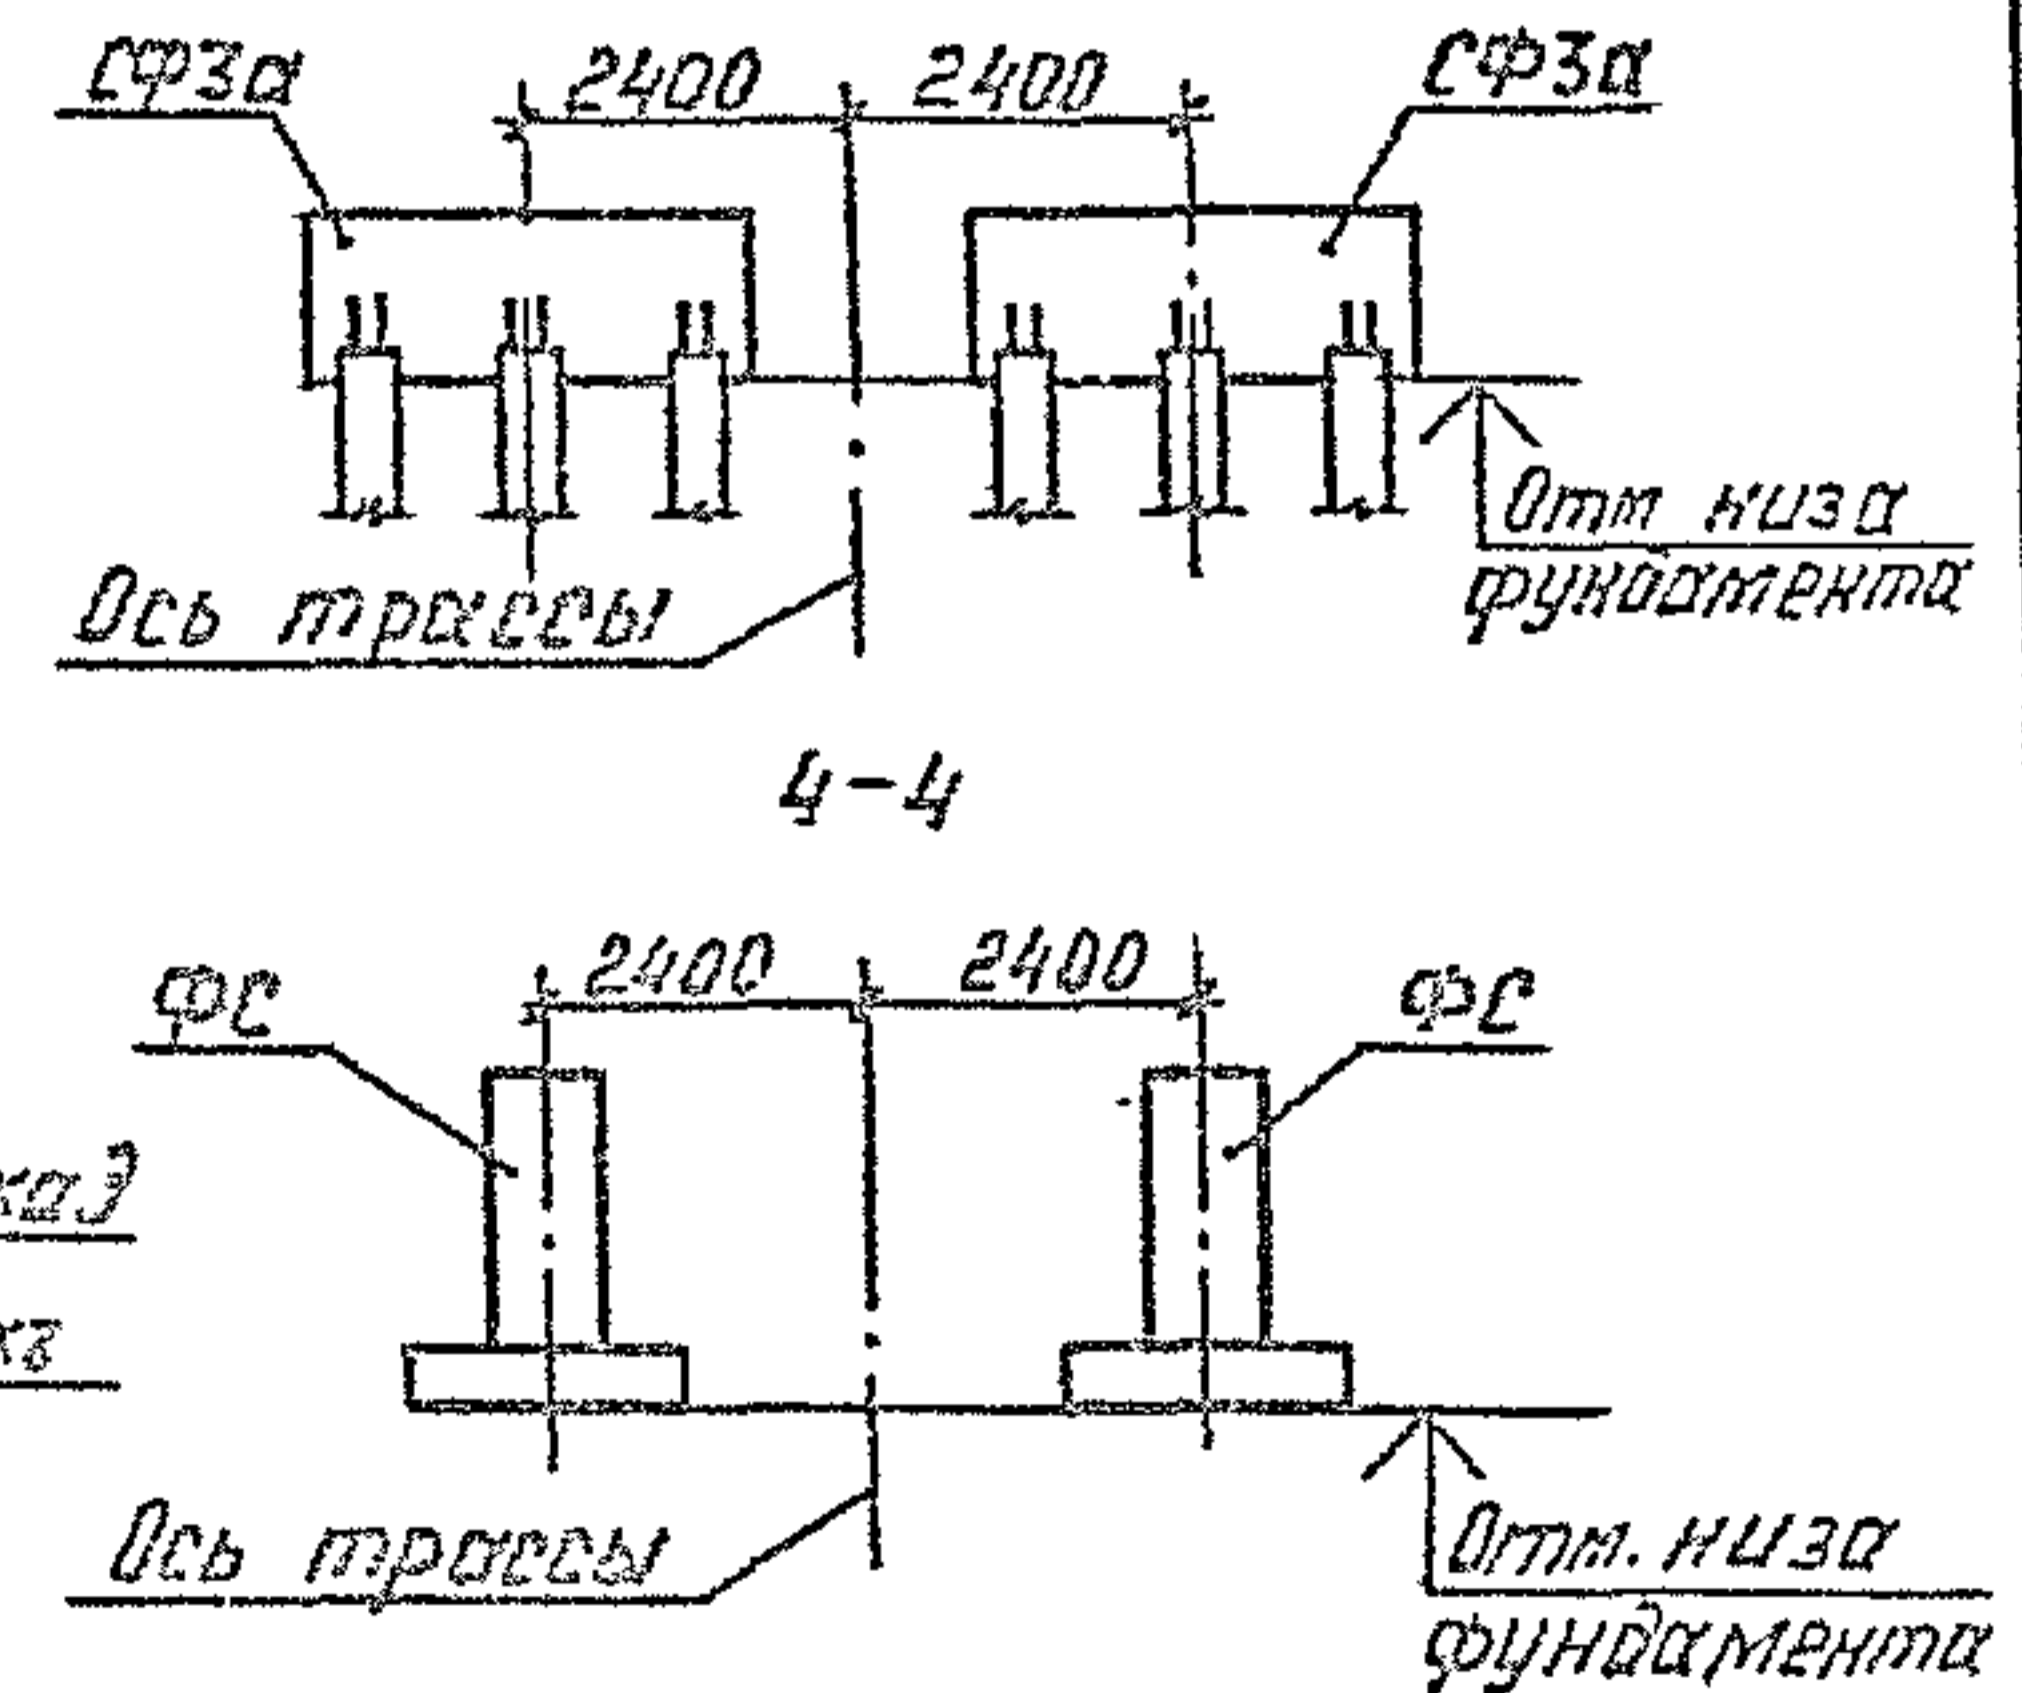 СФ3а 2400 2400 СФ3а
Отм низа
фундамента
Ось трассы
4-4
ФС 2400 2400 ФС
Ось трассы
Отм. низа
фундамента